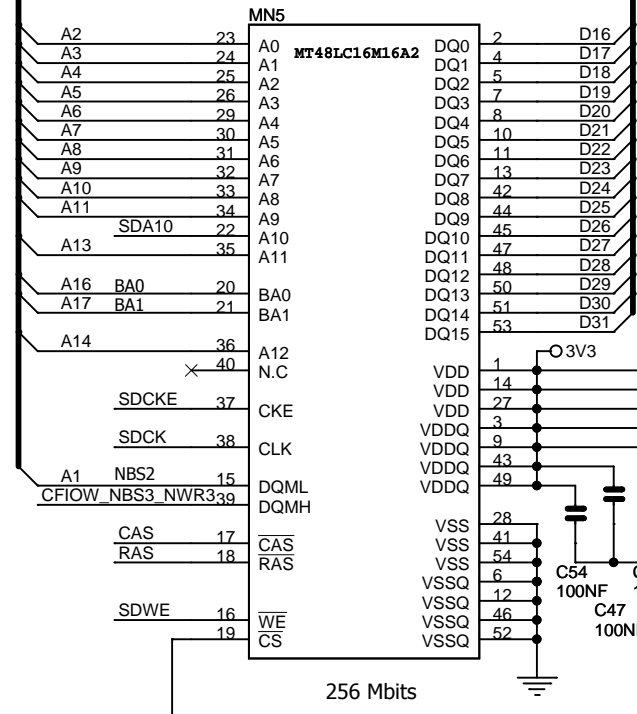 MN5
MT48LC16M16A2
A2 23 A0 DQ0 2 D16
A3 24 A1 DQ1 4 D17
A4 25 A2 DQ2 5 D18
A5 26 A3 DQ3 7 D19
A6 29 A4 DQ4 8 D20
A7 30 A5 DQ5 10 D21
A8 31 A6 DQ6 11 D22
A9 32 A7 DQ7 13 D23
A10 33 A8 DQ8 42 D24
A11 34 A9 DQ9 44 D25
SDA10 22 A10 DQ10 45 D26
A13 35 A11 DQ11 47 D27
DQ12 48 D28
A16 BA0 20 BA0 DQ13 50 D29
A17 BA1 21 BA1 DQ14 51 D30
DQ15 53 D31
A14 36 A12
3V3
40 N.C VDD 1
VDD 14
SDCKE 37 CKE VDD 27
VDDQ 3
SDCK 38 CLK VDDQ 9
VDDQ 43
A1 NBS2 15 DQML VDDQ 49
CFIOW_NBS3_NWR3 39 DQMH
VSS 28
CAS 17 CAS VSS 41
RAS 18 RAS VSS 54
VSSQ 6
VSSQ 12
SDWE 16 WE VSSQ 46
19 CS VSSQ 52
C54
100NF
C47
100N
256 Mbits